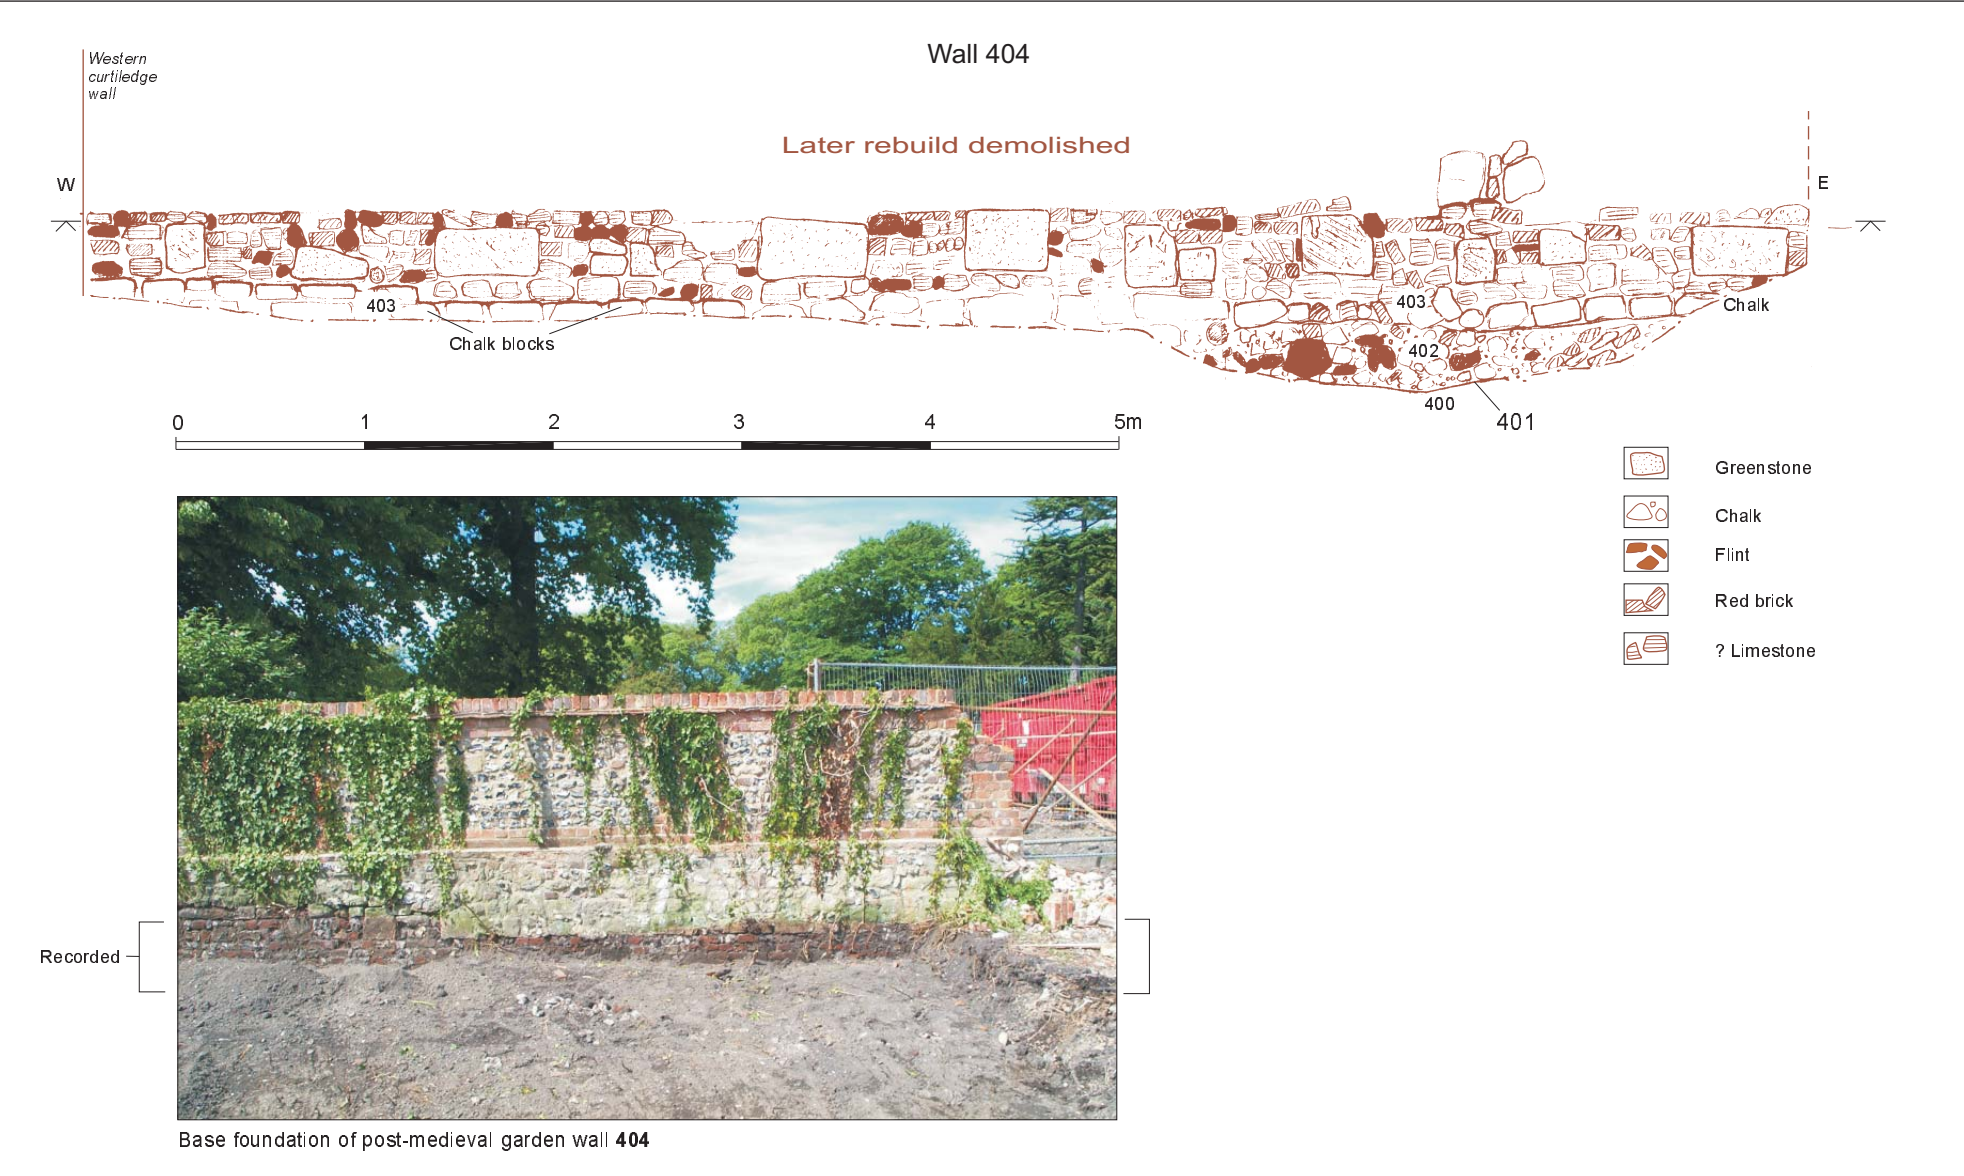 Wall 404
Western
curtiledge
wall
Later rebuild demolished
W
E
403
403
Chalk
Chalk blocks
402
400
401
0 1 2 3 4 5m
Greenstone
Chalk
Flint
Red brick
? Limestone
Recorded
Base foundation of post-medieval garden wall 404